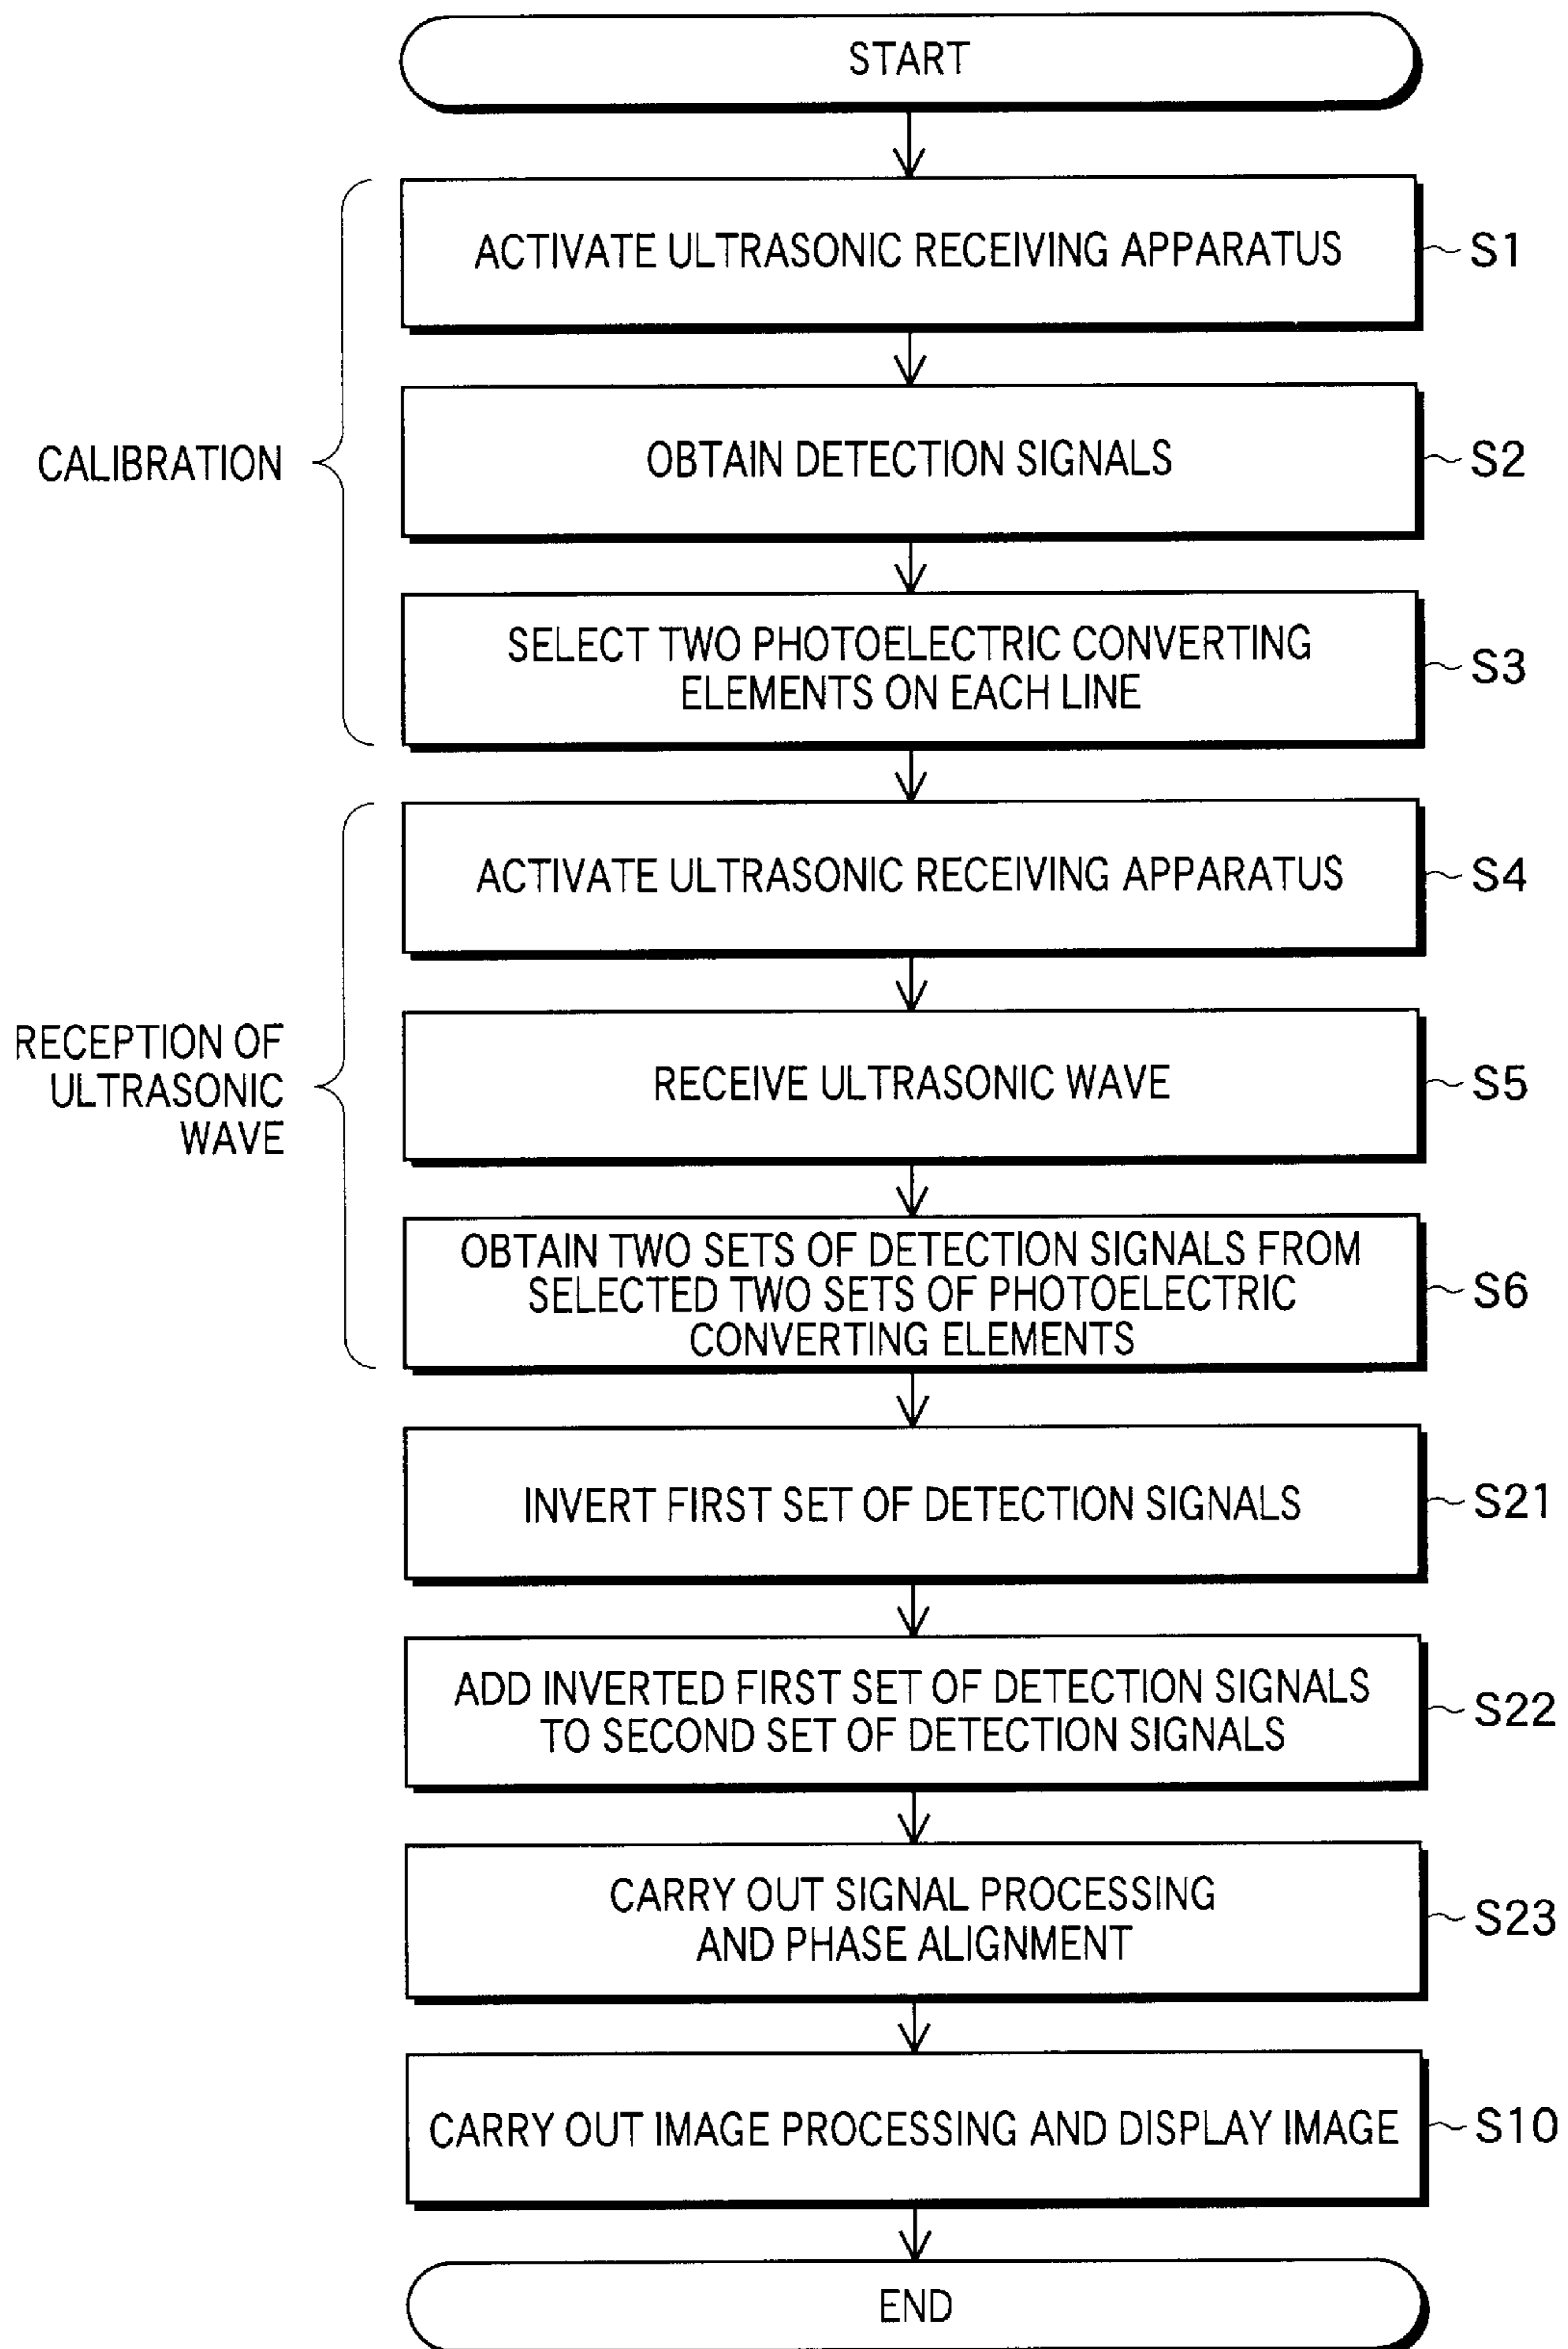 START
ACTIVATE ULTRASONIC RECEIVING APPARATUS
S1
OBTAIN DETECTION SIGNALS
S2
CALIBRATION
SELECT TWO PHOTOELECTRIC CONVERTING
ELEMENTS ON EACH LINE
S3
ACTIVATE ULTRASONIC RECEIVING APPARATUS
S4
RECEPTION OF
ULTRASONIC
WAVE
RECEIVE ULTRASONIC WAVE
S5
OBTAIN TWO SETS OF DETECTION SIGNALS FROM
SELECTED TWO SETS OF PHOTOELECTRIC
CONVERTING ELEMENTS
S6
INVERT FIRST SET OF DETECTION SIGNALS
S21
ADD INVERTED FIRST SET OF DETECTION SIGNALS
TO SECOND SET OF DETECTION SIGNALS
S22
CARRY OUT SIGNAL PROCESSING
AND PHASE ALIGNMENT
S23
CARRY OUT IMAGE PROCESSING AND DISPLAY IMAGE
S10
END